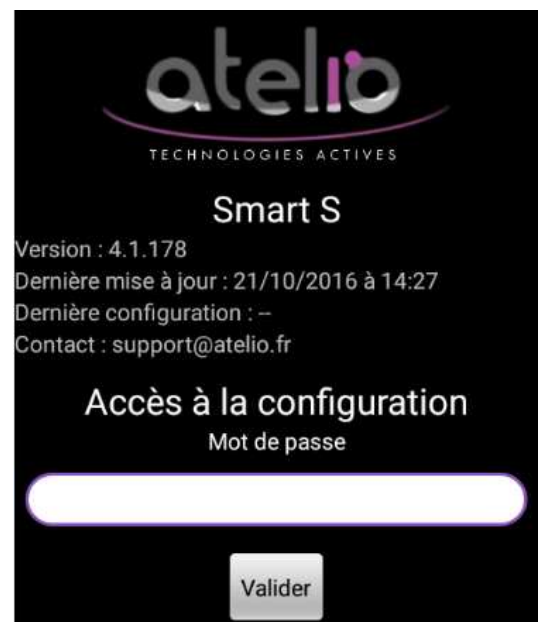 atelio
TECHNOLOGIES ACTIVES
Smart S
Version : 4.1.178
Dernière mise à jour : 21/10/2016 à 14:27
Dernière configuration : --
Contact : support@atelio.fr
Accès à la configuration
Mot de passe
Valider